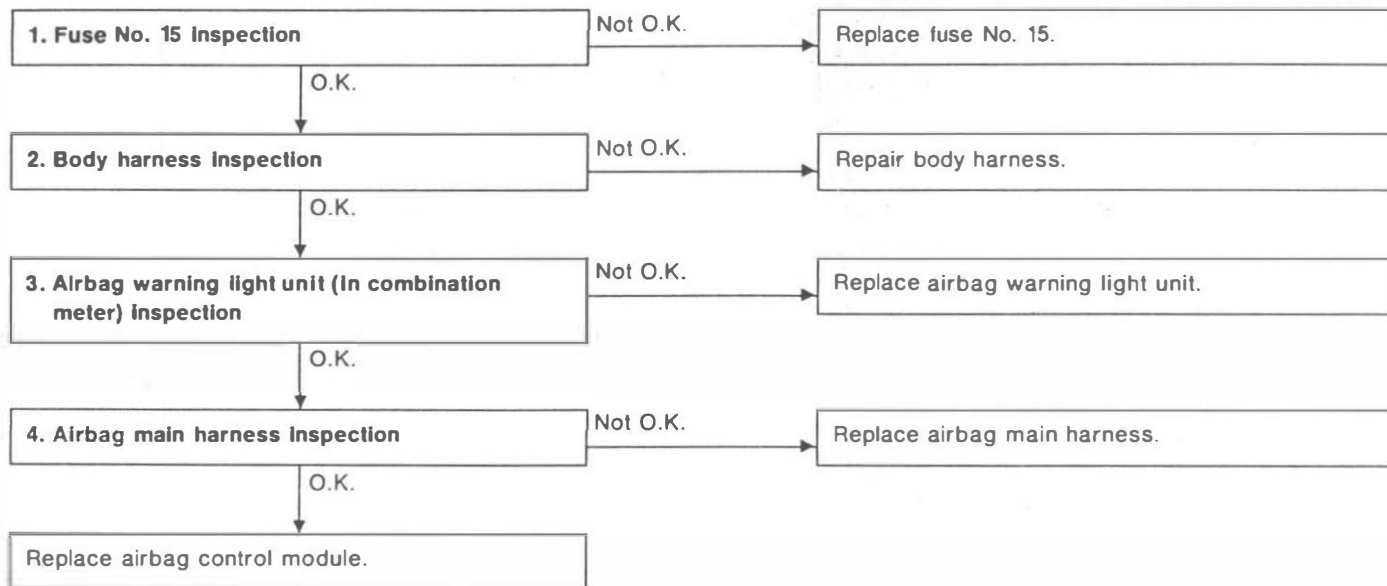 1. Fuse No. 15 inspection
Not O.K.
Replace fuse No. 15.
O.K.
2. Body harness inspection
Not O.K.
Repair body harness.
O.K.
3. Airbag warning light unit (In combination
meter) inspection
Not O.K.
Replace airbag warning light unit.
O.K.
4. Airbag main harness inspection
Not O.K.
Replace airbag main harness.
O.K.
Replace airbag control module.